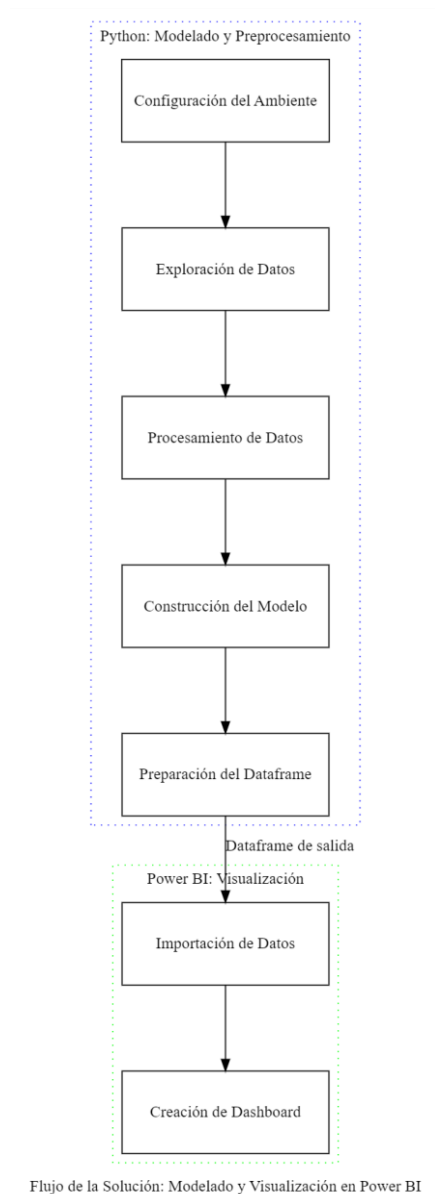 Python: Modelado y Preprocesamiento
Configuración del Ambiente
Exploración de Datos
Procesamiento de Datos
Construcción del Modelo
Preparación del Dataframe
Dataframe de salida
Power BI: Visualización
Importación de Datos
Creación de Dashboard
Flujo de la Solución: Modelado y Visualización en Power BI